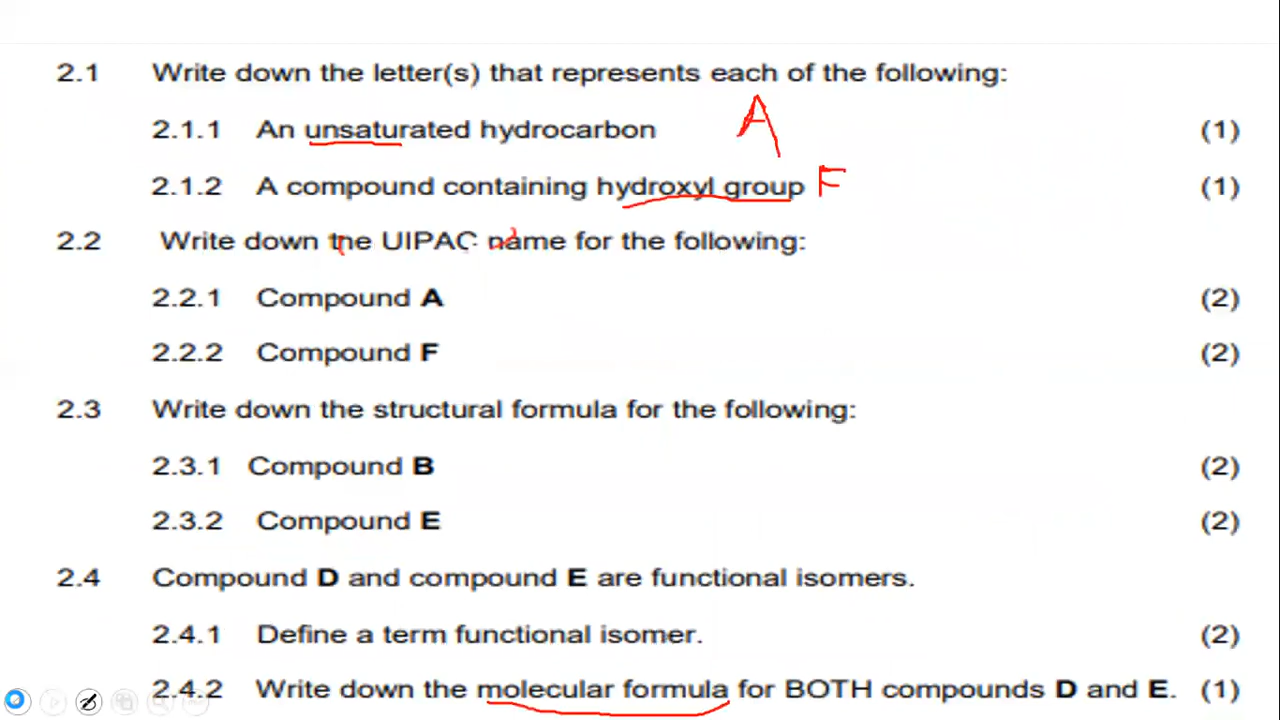 2.1 Write down the letter(s) that represents each of the following:
A
2.1.1 An unsaturated hydrocarbon (1)
2.1.2 A compound containing hydroxyl group F (1)
2.2 Write down the UIPAC name for the following:
2.2.1 Compound A (2)
2.2.2 Compound F (2)
2.3 Write down the structural formula for the following:
2.3.1 Compound B (2)
2.3.2 Compound E (2)
2.4 Compound D and compound E are functional isomers.
2.4.1 Define a term functional isomer. (2)
2.4.2 Write down the molecular formula for BOTH compounds D and E. (1)